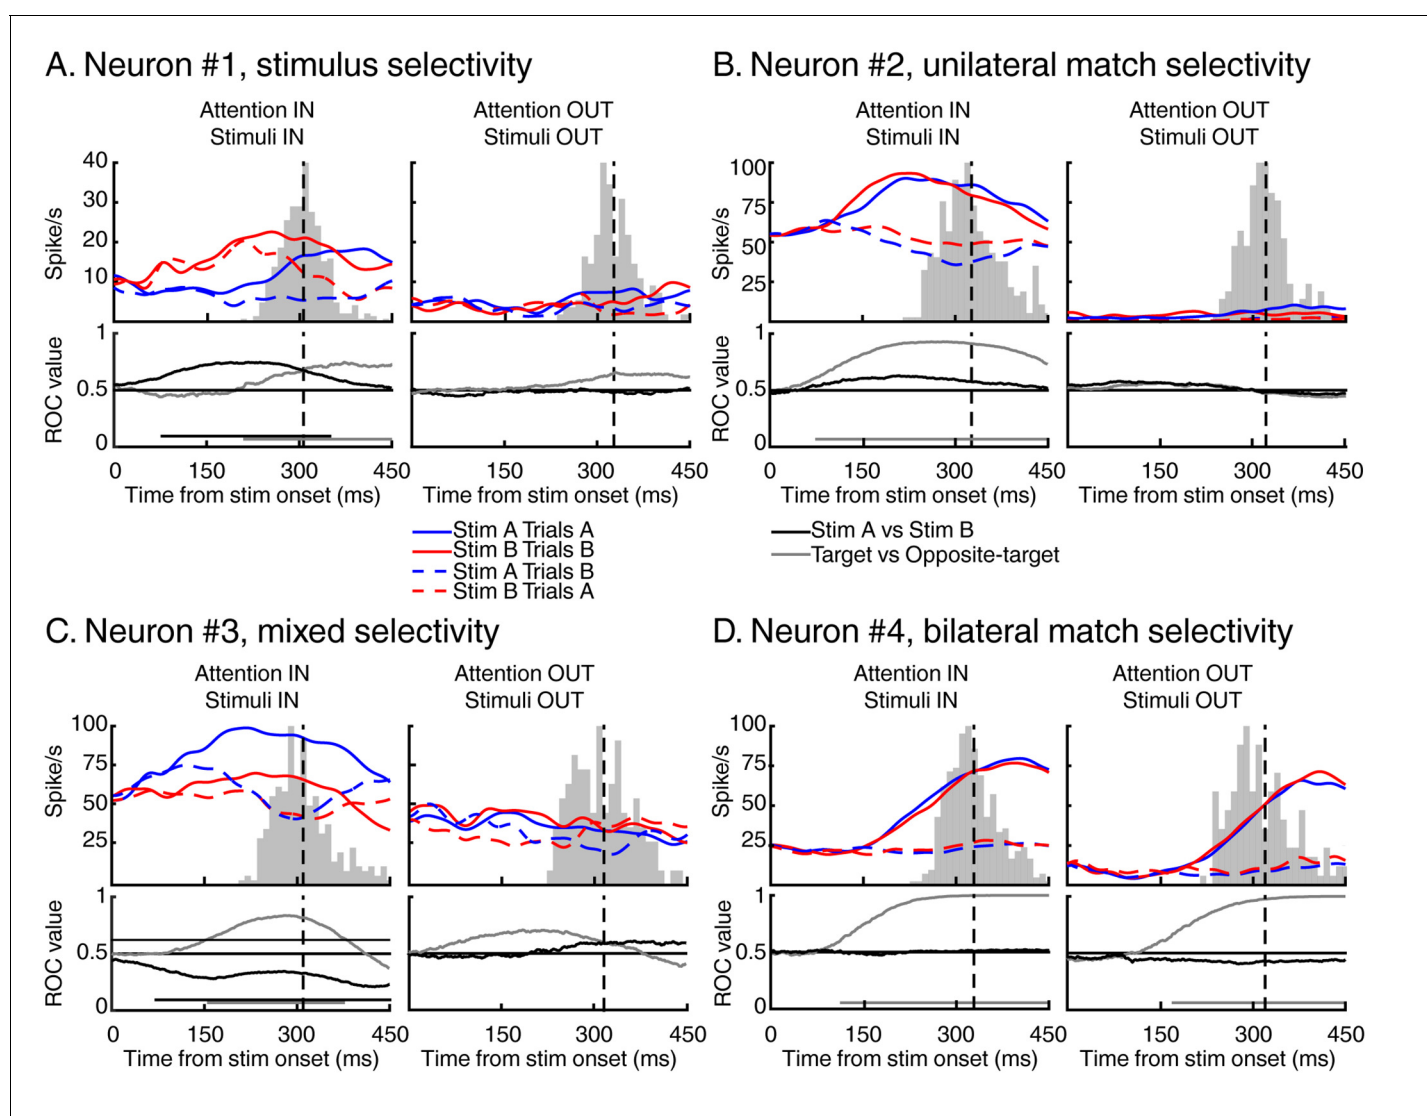 A. Neuron #1, stimulus selectivity
Attention IN
Stimuli IN
Attention OUT
Stimuli OUT
40
30
20
10
Spike/s
1
0.5
0
ROC value
0 150 300 450
Time from stim onset (ms)
150 300 450
Time from stim onset (ms)
B. Neuron #2, unilateral match selectivity
Attention IN
Stimuli IN
Attention OUT
Stimuli OUT
100
75
50
25
Spike/s
1
0.5
0
ROC value
0 150 300 450
Time from stim onset (ms)
150 300 450
Time from stim onset (ms)
Stim A Trials A
Stim B Trials B
Stim A Trials B
Stim B Trials A
Stim A vs Stim B
Target vs Opposite-target
C. Neuron #3, mixed selectivity
Attention IN
Stimuli IN
Attention OUT
Stimuli OUT
100
75
50
25
Spike/s
1
0.5
0
ROC value
0 150 300 450
Time from stim onset (ms)
150 300 450
Time from stim onset (ms)
D. Neuron #4, bilateral match selectivity
Attention IN
Stimuli IN
Attention OUT
Stimuli OUT
100
75
50
25
Spike/s
1
0.5
0
ROC value
0 150 300 450
Time from stim onset (ms)
150 300 450
Time from stim onset (ms)